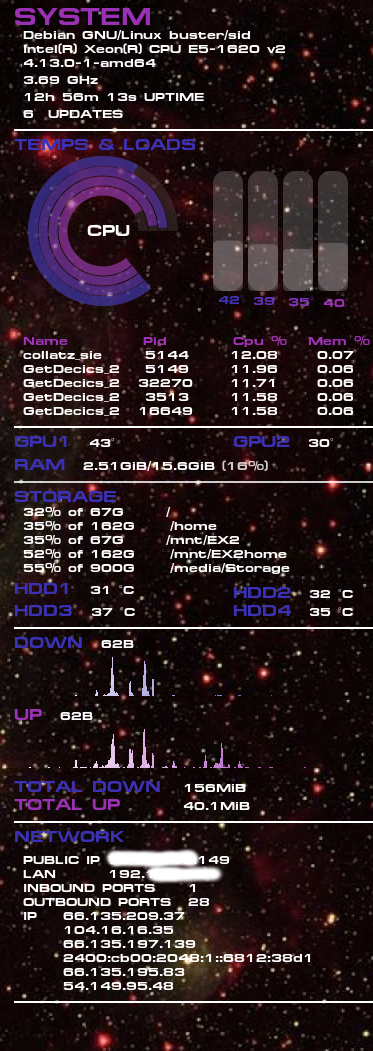 SYSTEM
Debian GNU/Linux buster/sid
Intel(R) Xeon(R) CPU E5-1620 v2
4.13.0-1-amd64
3.69 GHz
12h 56m 13s UPTIME
6 UPDATES
TEMPS & LOADS
CPU
42 39 35 40
Name Pid Cpu % Mem %
collatz_sie 5144 12.08 0.07
GetDecics_2 5149 11.96 0.06
GetDecics_2 32270 11.71 0.06
GetDecics_2 3513 11.58 0.06
GetDecics_2 16649 11.58 0.06
GPU1 43° GPU2 30°
RAM 2.51GiB/15.6GiB (16%)
STORAGE
32% of 67G /
35% of 162G /home
35% of 67G /mnt/EX2
52% of 162G /mnt/EX2home
55% of 900G /media/Storage
HDD1 31 °C HDD2 32 °C
HDD3 37 °C HDD4 35 °C
DOWN 62B
UP 62B
TOTAL DOWN 156MiB
TOTAL UP 40.1MiB
NETWORK
PUBLIC IP 149
LAN 192.
INBOUND PORTS 1
OUTBOUND PORTS 28
IP 66.135.209.37
104.16.16.35
66.135.197.139
2400:cb00:2048:1::6812:38d1
66.135.195.83
54.149.95.48